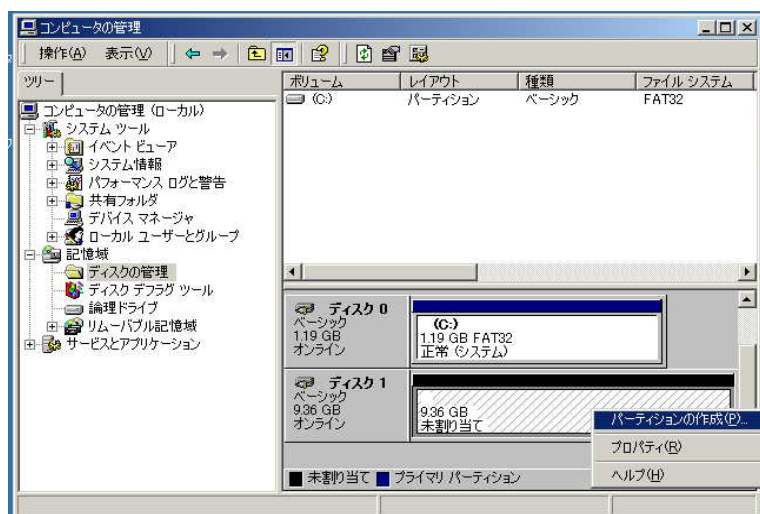 コンピュータの管理
操作(A) 表示(V)
ツリー
コンピュータの管理 (ローカル)
システム ツール
イベント ビューア
システム情報
パフォーマンス ログと警告
共有フォルダ
デバイス マネージャ
ローカル ユーザーとグループ
記憶域
ディスクの管理
ディスク デフラグ ツール
論理ドライブ
リムーバブル記憶域
サービスとアプリケーション
ボリューム レイアウト 種類 ファイル システム
(C:) パーティション ベーシック FAT32
ディスク 0
ベーシック
1.19 GB
オンライン
(C:)
1.19 GB FAT32
正常 (システム)
ディスク 1
ベーシック
9.36 GB
オンライン
9.36 GB
未割り当て
パーティションの作成(P)...
プロパティ(R)
ヘルプ(H)
未割り当て プライマリ パーティション